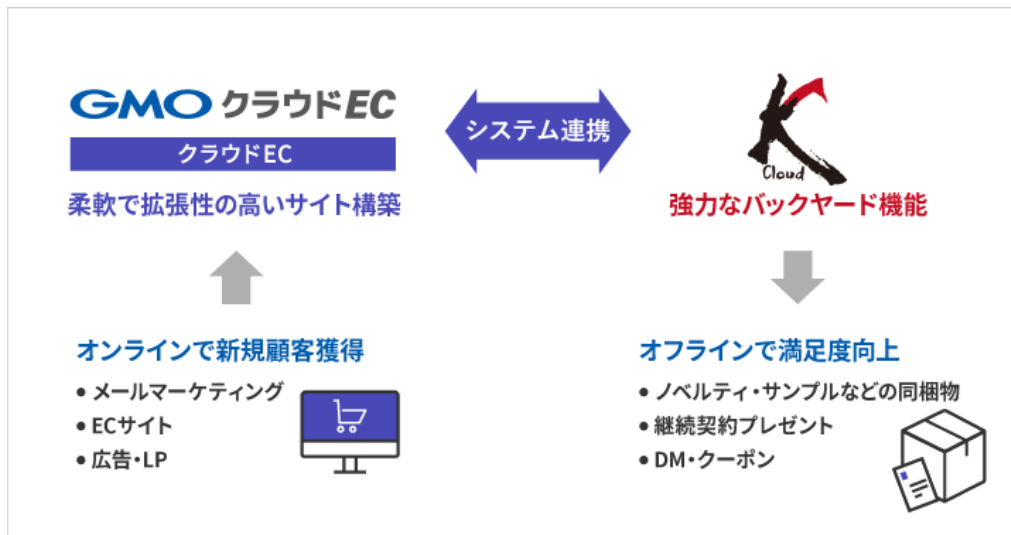 GMO クラウドEC
クラウドEC
柔軟で拡張性の高いサイト構築
システム連携
K
Cloud
強力なバックヤード機能
オンラインで新規顧客獲得
• メールマーケティング
• ECサイト
• 広告・LP
オフラインで満足度向上
• ノベルティ・サンプルなどの同梱物
• 継続契約プレゼント
• DM・クーポン